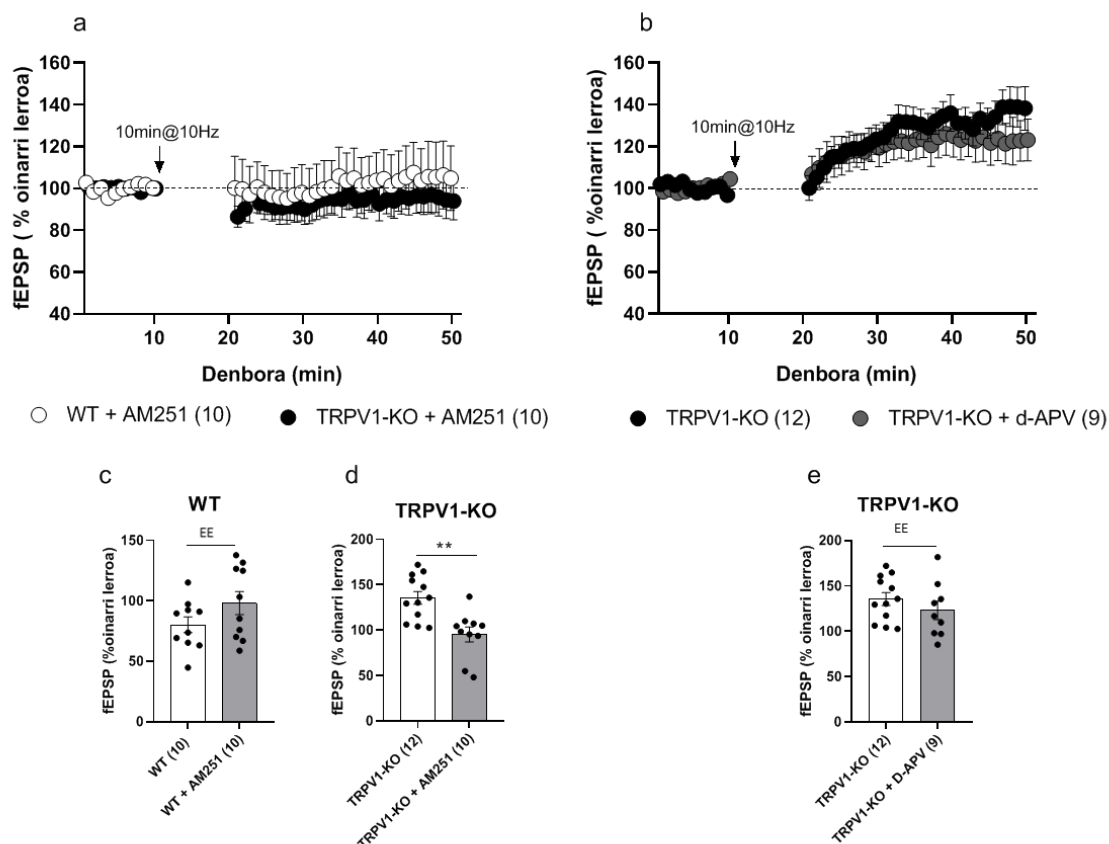 a
fEPSP ( % oinarri lerroa)
160
140
120
100
80
60
40
10min@10Hz
10 20 30 40 50
Denbora (min)
WT + AM251 (10) TRPV1-KO + AM251 (10)
b
fEPSP ( %oinarri lerroa)
160
140
120
100
80
60
40
10min@10Hz
10 20 30 40 50
Denbora (min)
TRPV1-KO (12) TRPV1-KO + d-APV (9)
c
WT
EE
fEPSP (%oinarri lerroa)
150
100
50
0
WT (10)
WT + AM251 (10)
d
TRPV1-KO
**
fEPSP (% oinarri lerroa)
200
150
100
50
0
TRPV1-KO (12)
TRPV1-KO + AM251 (10)
e
TRPV1-KO
EE
fEPSP (% oinarri lerroa)
200
150
100
50
0
TRPV1-KO (12)
TRPV1-KO + D-APV (9)